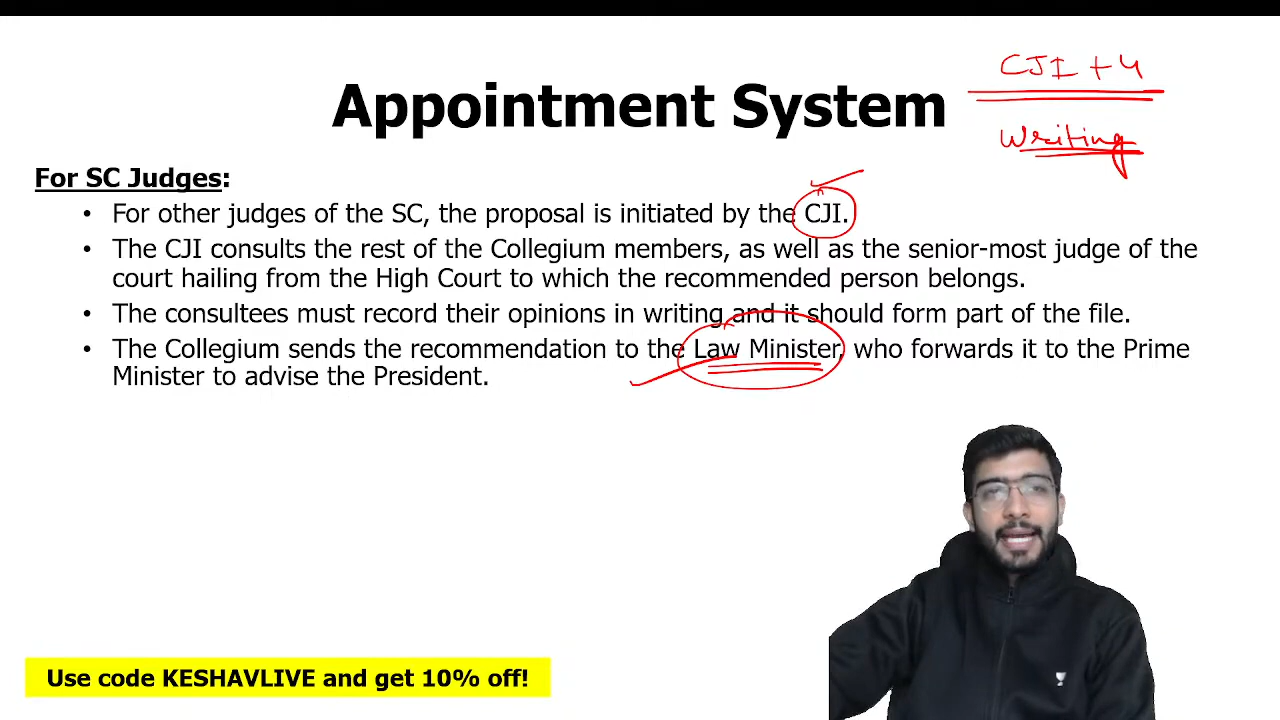 CJI + 4
Appointment System
Writing
For SC Judges:
• For other judges of the SC, the proposal is initiated by the CJI.
• The CJI consults the rest of the Collegium members, as well as the senior-most judge of the
court hailing from the High Court to which the recommended person belongs.
• The consultees must record their opinions in writing and it should form part of the file.
• The Collegium sends the recommendation to the Law Minister, who forwards it to the Prime
Minister to advise the President.
Use code KESHAVLIVE and get 10% off!